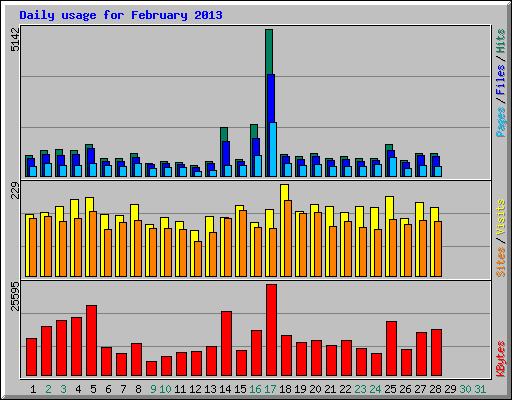 Daily usage for February 2013
5142
Pages / Files / Hits
229
Sites / Visits
25595
KBytes
1 2 3 4 5 6 7 8 9 10 11 12 13 14 15 16 17 18 19 20 21 22 23 24 25 26 27 28 29 30 31